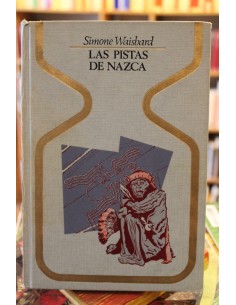 Simone Waisbard
LAS PISTAS
DE NAZCA